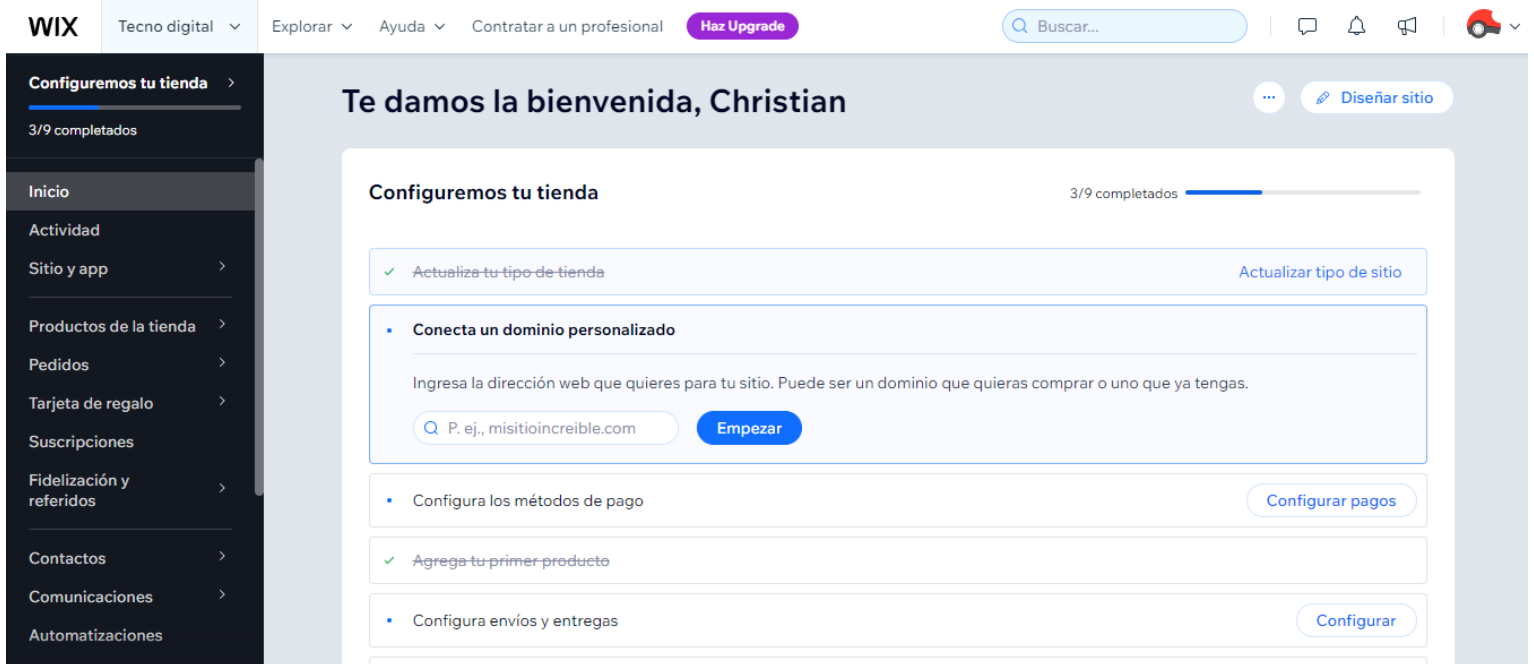 WIX
Tecno digital
Explorar
Ayuda
Contratar a un profesional
Haz Upgrade
Buscar...
Configuremos tu tienda
3/9 completados
Inicio
Actividad
Sitio y app
Productos de la tienda
Pedidos
Tarjeta de regalo
Suscripciones
Fidelización y
referidos
Contactos
Comunicaciones
Automatizaciones
Te damos la bienvenida, Christian
Diseñar sitio
Configuremos tu tienda
3/9 completados
Actualiza tu tipo de tienda
Actualizar tipo de sitio
Conecta un dominio personalizado
Ingresa la dirección web que quieres para tu sitio. Puede ser un dominio que quieras comprar o uno que ya tengas.
P. ej., misitioincreible.com
Empezar
Configura los métodos de pago
Configurar pagos
Agrega tu primer producto
Configura envíos y entregas
Configurar